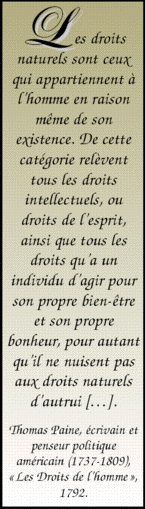 Les droits
naturels sont ceux
qui appartiennent à
l'homme en raison
même de son
existence. De cette
catégorie relèvent
tous les droits
intellectuels, ou
droits de l'esprit,
ainsi que tous les
droits qu'a un
individu d'agir pour
son propre bien-être
et son propre
bonheur, pour autant
qu'il ne nuisent pas
aux droits naturels
d'autrui […].
Thomas Paine, écrivain et
penseur politique
américain (1737-1809),
« Les Droits de l'homme »,
1792.